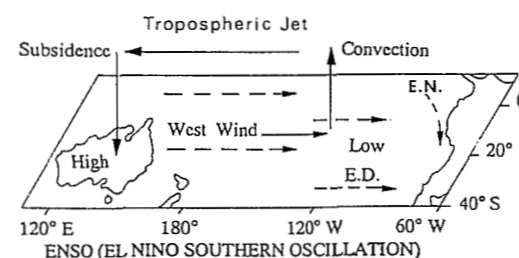 Tropospheric Jet
Subsidence
Convection
E.N.
0
West Wind
High
Low
20°
E.D.
40° S
120° E
180°
120° W
60° W
ENSO (EL NINO SOUTHERN OSCILLATION)